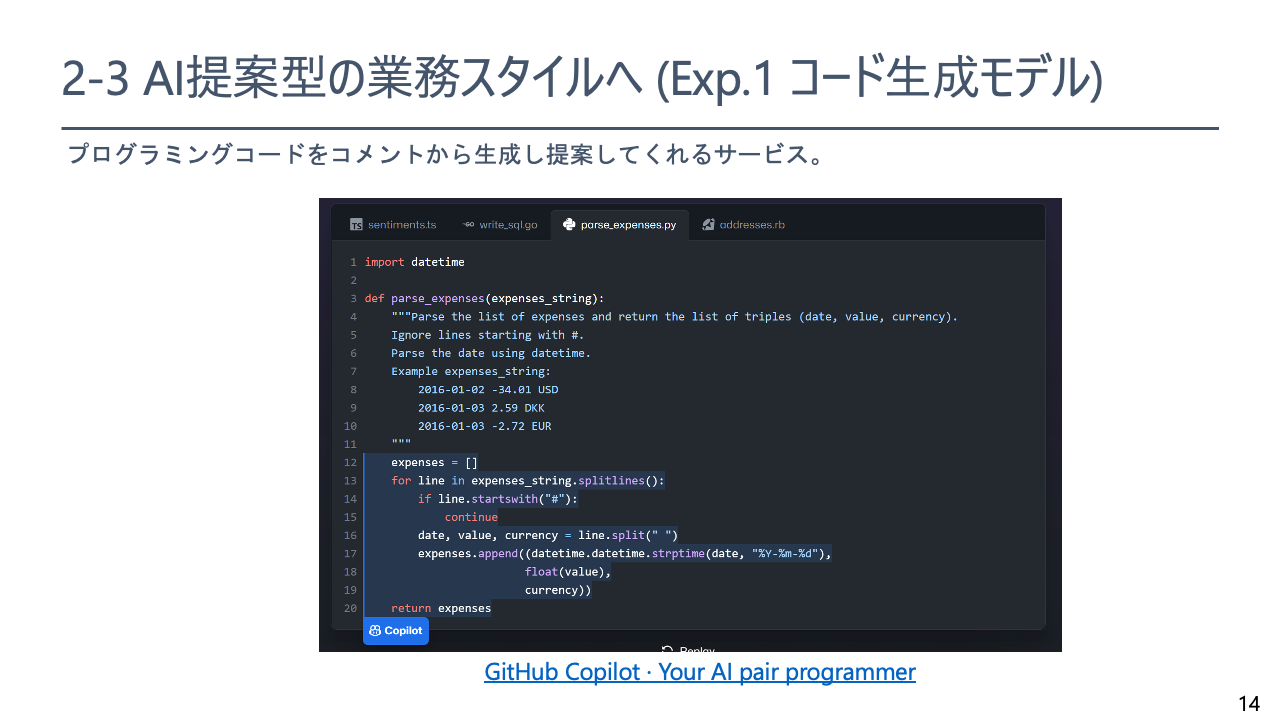 2-3 AI提案型の業務スタイルへ (Exp.1 コード生成モデル)
プログラミングコードをコメントから生成し提案してくれるサービス。
TS sentiments.ts GO write_sql.go parse_expenses.py addresses.rb
1 import datetime
2
3 def parse_expenses(expenses_string):
4 """Parse the list of expenses and return the list of triples (date, value, currency).
5 Ignore lines starting with #.
6 Parse the date using datetime.
7 Example expenses_string:
8 2016-01-02 -34.01 USD
9 2016-01-03 2.59 DKK
10 2016-01-03 -2.72 EUR
11 """
12 expenses = []
13 for line in expenses_string.splitlines():
14 if line.startswith("#"):
15 continue
16 date, value, currency = line.split(" ")
17 expenses.append((datetime.datetime.strptime(date, "%Y-%m-%d"),
18 float(value),
19 currency))
20 return expenses
Copilot
Replay
GitHub Copilot · Your AI pair programmer
14